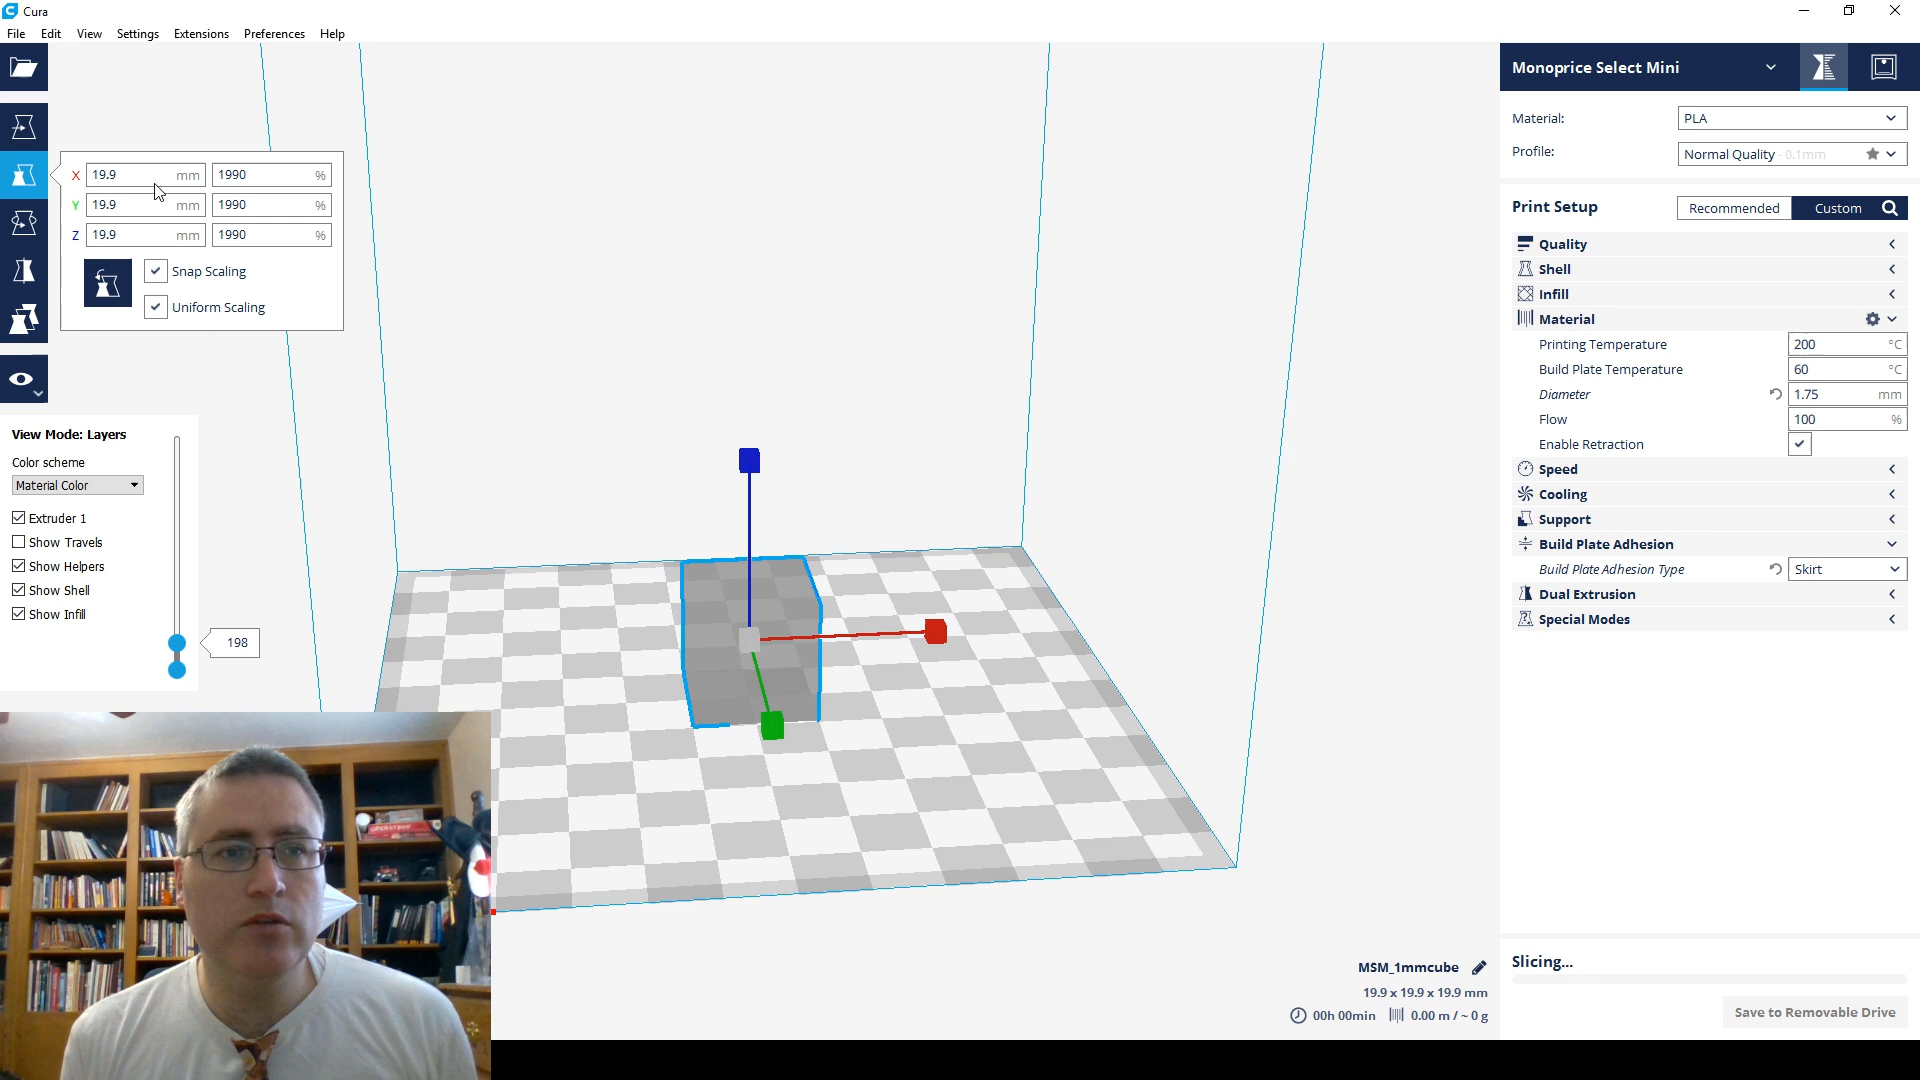 Cura
File Edit View Settings Extensions Preferences Help
Monoprice Select Mini
Material: PLA
Profile: Normal Quality - 0.1mm
X 19.9 mm 1990 %
Y 19.9 mm 1990 %
Z 19.9 mm 1990 %
Snap Scaling
Uniform Scaling
Print Setup Recommended Custom
Quality
Shell
Infill
Material
Printing Temperature 200 °C
Build Plate Temperature 60 °C
Diameter 1.75 mm
Flow 100 %
Enable Retraction
Speed
Cooling
Support
Build Plate Adhesion
Build Plate Adhesion Type Skirt
Dual Extrusion
Special Modes
View Mode: Layers
Color scheme
Material Color
Extruder 1
Show Travels
Show Helpers
Show Shell
Show Infill
198
OPERATION
MSM_1mmcube
19.9 x 19.9 x 19.9 mm
00h 00min 0.00 m / ~ 0 g
Slicing...
Save to Removable Drive